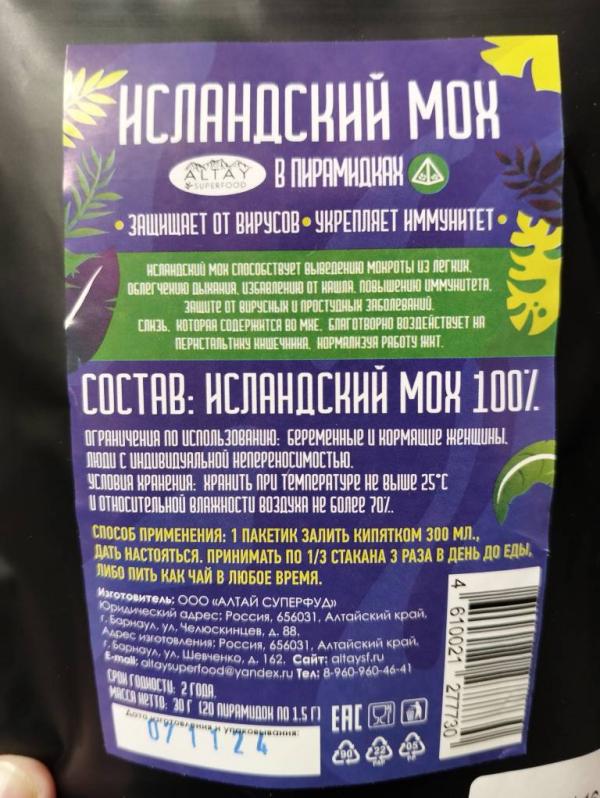 ИСЛАНДСКИЙ МОХ
ALTAY
SUPERFOOD
В ПИРАМИДКАХ
• ЗАЩИЩАЕТ ОТ ВИРУСОВ • УКРЕПЛЯЕТ ИММУНИТЕТ •
ИСЛАНДСКИЙ МОХ СПОСОБСТВУЕТ ВЫВЕДЕНИЮ МОКРОТЫ ИЗ ЛЕГКИХ,
ОБЛЕГЧЕНИЮ ДЫХАНИЯ, ИЗБАВЛЕНИЮ ОТ КАШЛЯ, ПОВЫШЕНИЮ ИММУНИТЕТА,
ЗАЩИТЕ ОТ ВИРУСНЫХ И ПРОСТУДНЫХ ЗАБОЛЕВАНИЙ.
СЛИЗЬ, КОТОРАЯ СОДЕРЖИТСЯ ВО МХЕ, БЛАГОТВОРНО ВОЗДЕЙСТВУЕТ НА
ПЕРИСТАЛЬТИКУ КИШЕЧНИКА, НОРМАЛИЗУЯ РАБОТУ ЖКТ.
СОСТАВ: ИСЛАНДСКИЙ МОХ 100%
ОГРАНИЧЕНИЯ ПО ИСПОЛЬЗОВАНИЮ: БЕРЕМЕННЫЕ И КОРМЯЩИЕ ЖЕНЩИНЫ,
ЛЮДИ С ИНДИВИДУАЛЬНОЙ НЕПЕРЕНОСИМОСТЬЮ.
УСЛОВИЯ ХРАНЕНИЯ: ХРАНИТЬ ПРИ ТЕМПЕРАТУРЕ НЕ ВЫШЕ 25°C
И ОТНОСИТЕЛЬНОЙ ВЛАЖНОСТИ ВОЗДУХА НЕ БОЛЕЕ 70%.
СПОСОБ ПРИМЕНЕНИЯ: 1 ПАКЕТИК ЗАЛИТЬ КИПЯТКОМ 300 МЛ.,
ДАТЬ НАСТОЯТЬСЯ. ПРИНИМАТЬ ПО 1/3 СТАКАНА 3 РАЗА В ДЕНЬ ДО ЕДЫ,
ЛИБО ПИТЬ КАК ЧАЙ В ЛЮБОЕ ВРЕМЯ.
Изготовитель: ООО «АЛТАЙ СУПЕРФУД»
Юридический адрес: Россия, 656031, Алтайский край,
г. Барнаул, ул. Челюскинцев, д. 88.
Адрес изготовления: Россия, 656031, Алтайский край,
г. Барнаул, ул. Шевченко, д. 162. Сайт: altaysf.ru
E-mail: altaysuperfood@yandex.ru Тел: 8-960-960-46-41
СРОК ГОДНОСТИ: 2 ГОДА.
МАССА НЕТТО: 30 Г (20 ПИРАМИДОК ПО 1,5 Г)
Дата изготовления и упаковывания:
071124
EAC
90
22
PAP
05
PP
4 610021 277730